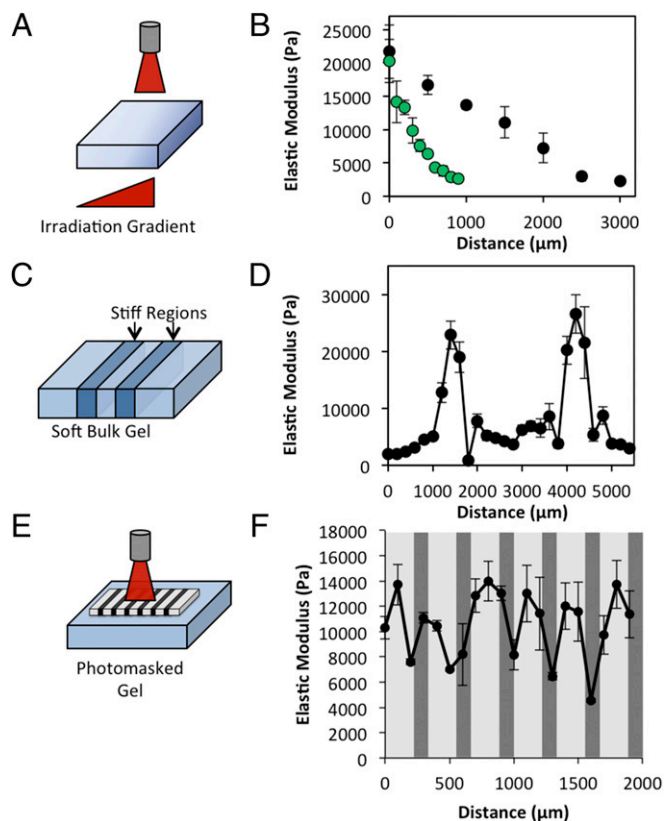 A
Irradiation Gradient
B
Elastic Modulus (Pa)
25000
20000
15000
10000
5000
0
0 1000 2000 3000
Distance (µm)
C
Stiff Regions
Soft Bulk Gel
D
Elastic Modulus (Pa)
30000
20000
10000
0
0 1000 2000 3000 4000 5000
Distance (µm)
E
Photomasked
Gel
F
Elastic Modulus (Pa)
18000
16000
14000
12000
10000
8000
6000
4000
2000
0
0 500 1000 1500 2000
Distance (µm)